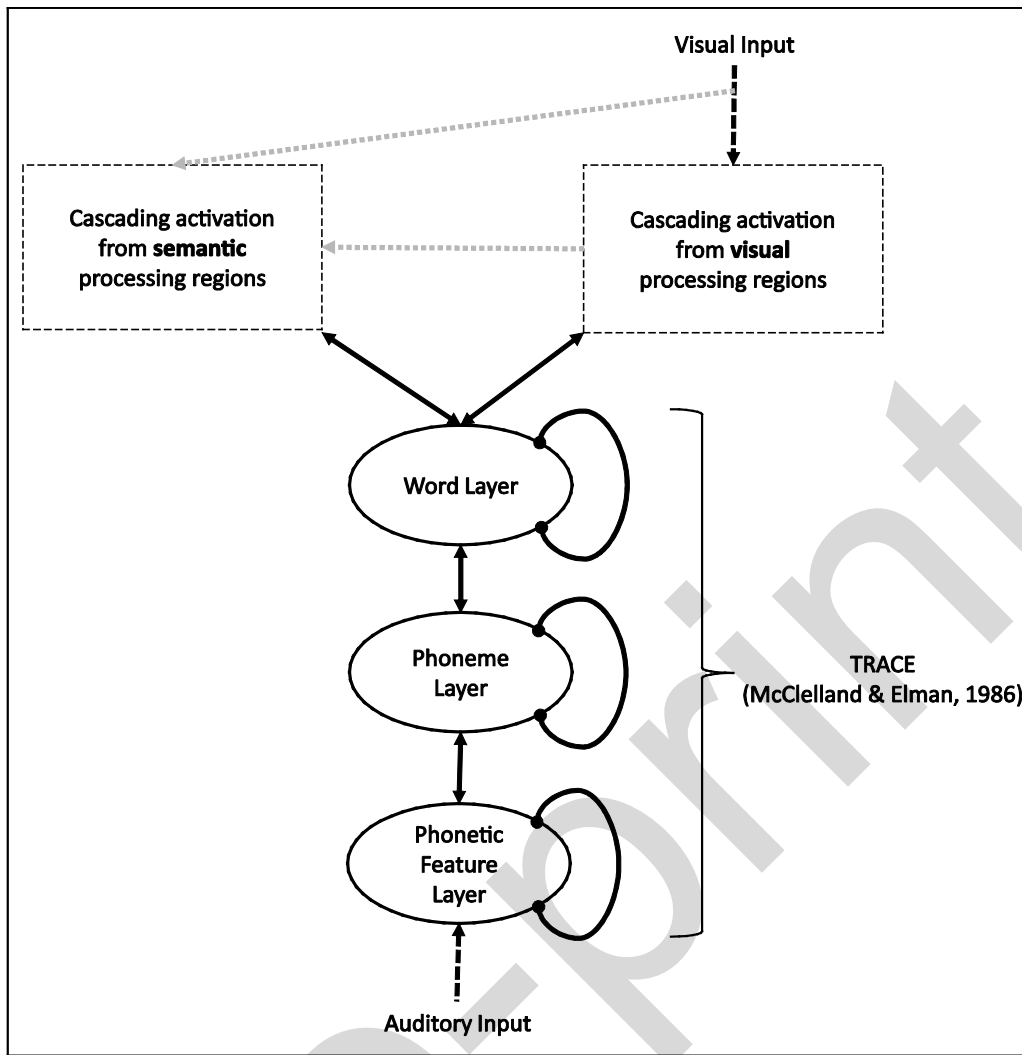 Visual Input
Cascading activation
from semantic
processing regions
Cascading activation
from visual
processing regions
Word Layer
Phoneme
Layer
TRACE
(McClelland & Elman, 1986)
Phonetic
Feature
Layer
Auditory Input
e-print